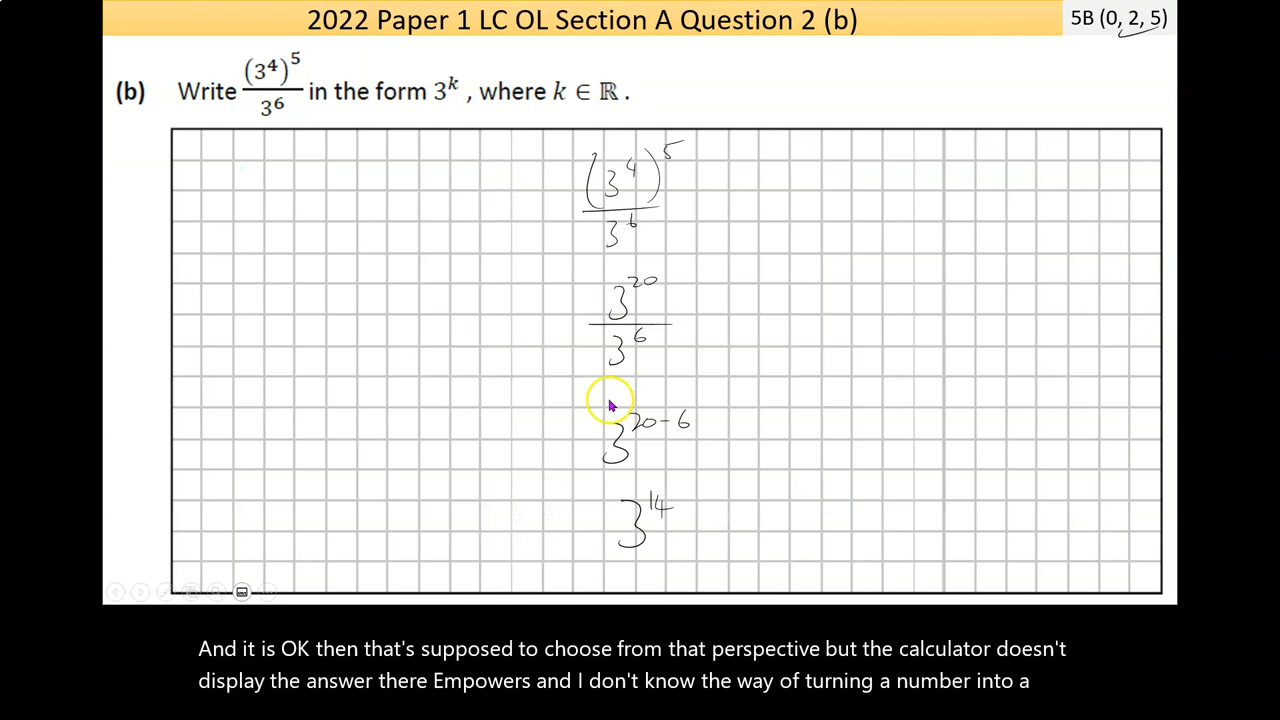 2022 Paper 1 LC OL Section A Question 2 (b)
5B (0, 2, 5)
(b) Write (3⁴)⁵/3⁶ in the form 3ᵏ , where k ∈ ℝ .
(3⁴)⁵
3⁶
3²⁰
3⁶
3²⁰⁻⁶
3¹⁴
And it is OK then that's supposed to choose from that perspective but the calculator doesn't
display the answer there Empowers and I don't know the way of turning a number into a